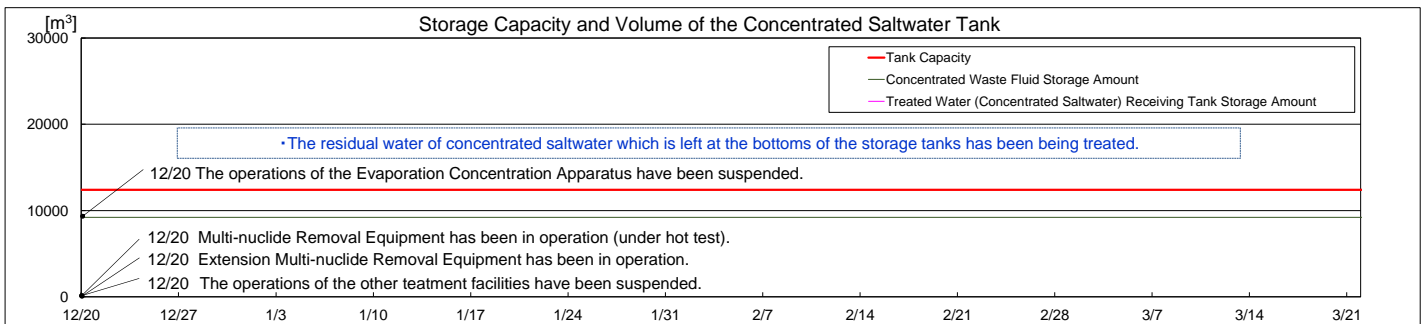 Storage Capacity and Volume of the Concentrated Saltwater Tank
[m³]
30000
Tank Capacity
Concentrated Waste Fluid Storage Amount
Treated Water (Concentrated Saltwater) Receiving Tank Storage Amount
20000
・The residual water of concentrated saltwater which is left at the bottoms of the storage tanks has been being treated.
12/20 The operations of the Evaporation Concentration Apparatus have been suspended.
10000
12/20 Multi-nuclide Removal Equipment has been in operation (under hot test).
12/20 Extension Multi-nuclide Removal Equipment has been in operation.
12/20 The operations of the other teatment facilities have been suspended.
0
12/20 12/27 1/3 1/10 1/17 1/24 1/31 2/7 2/14 2/21 2/28 3/7 3/14 3/21